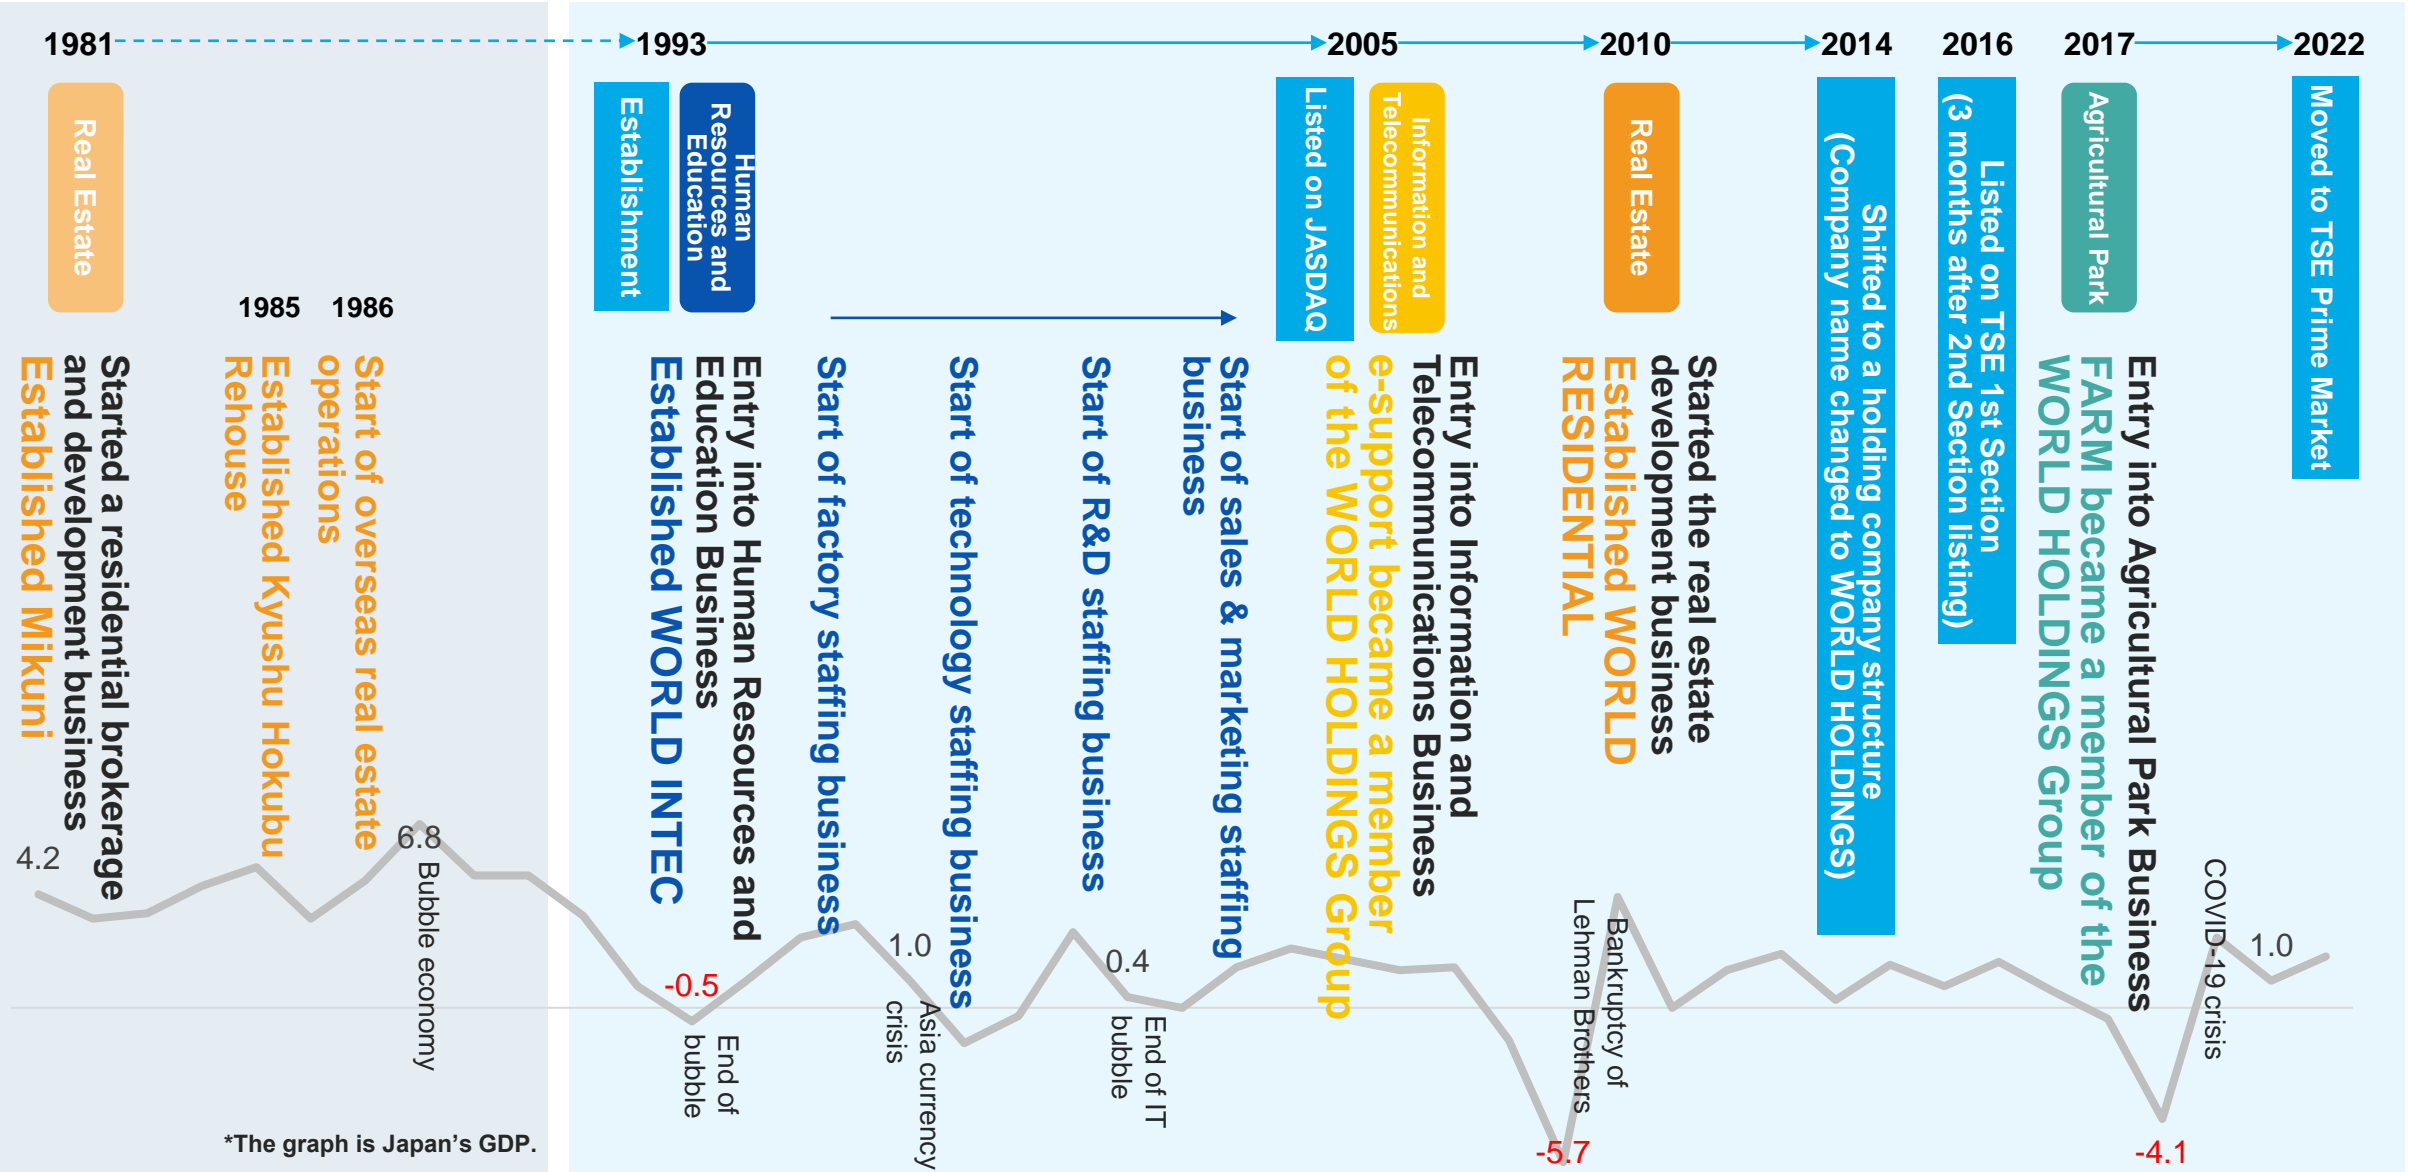 1981
1993
2005
2010
2014
2016
2017
2022
Real Estate
Establishment
Human
Resources and
Education
Listed on JASDAQ
Information and
Telecommunications
Real Estate
Shifted to a holding company structure
(Company name changed to WORLD HOLDINGS)
Listed on TSE 1st Section
(3 months after 2nd Section listing)
Agricultural Park
Moved to TSE Prime Market
1985
1986
Started a residential brokerage
and development business
Established Mikuni
Established Kyushu Hokubu
Rehouse
Start of overseas real estate
operations
Entry into Human Resources and
Education Business
Established WORLD INTEC
Start of factory staffing business
Start of technology staffing business
Start of R&D staffing business
Start of sales & marketing staffing
business
Entry into Information and
Telecommunications Business
e-support became a member
of the WORLD HOLDINGS Group
Started the real estate
development business
Established WORLD
RESIDENTIAL
Entry into Agricultural Park Business
FARM became a member of the
WORLD HOLDINGS Group
4.2
6.8
Bubble economy
-0.5
End of
bubble
1.0
Asia currency
crisis
0.4
End of IT
bubble
-5.7
Bankruptcy of
Lehman Brothers
-4.1
COVID-19 crisis
1.0
*The graph is Japan’s GDP.